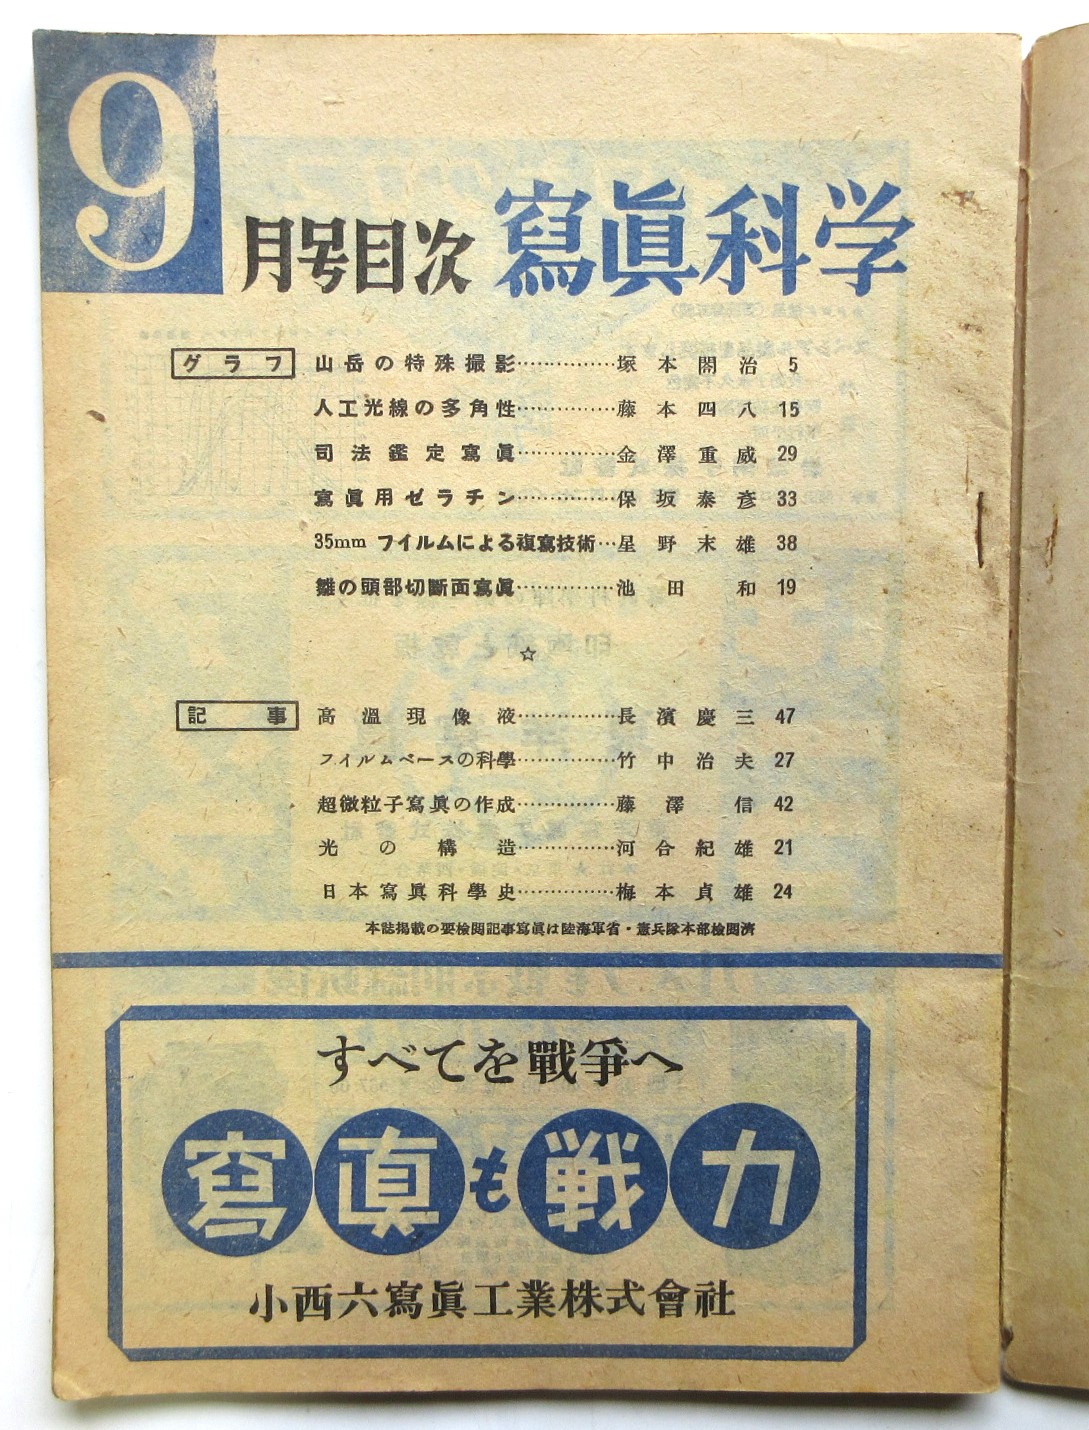 9
月号目次 寫眞科学
グラフ 山岳の特殊撮影……………塚本閤治 5
人工光線の多角性……………藤本四八 15
司法鑑定寫眞……………金澤重威 29
寫眞用ゼラチン……………保坂泰彦 33
35mm フイルムによる複寫技術…星野末雄 38
雛の頭部切斷面寫眞……………池田和 19
☆
記事 高溫現像液……………長濱慶三 47
フイルムベースの科學……………竹中治夫 27
超微粒子寫眞の作成……………藤澤信 42
光の構造……………河合紀雄 21
日本寫眞科學史……………梅本貞雄 24
本誌揭載の要檢閱記事寫眞は陸海軍省・憲兵隊本部檢閱濟
すべてを戰爭へ
寫真も戦力
小西六寫眞工業株式會社